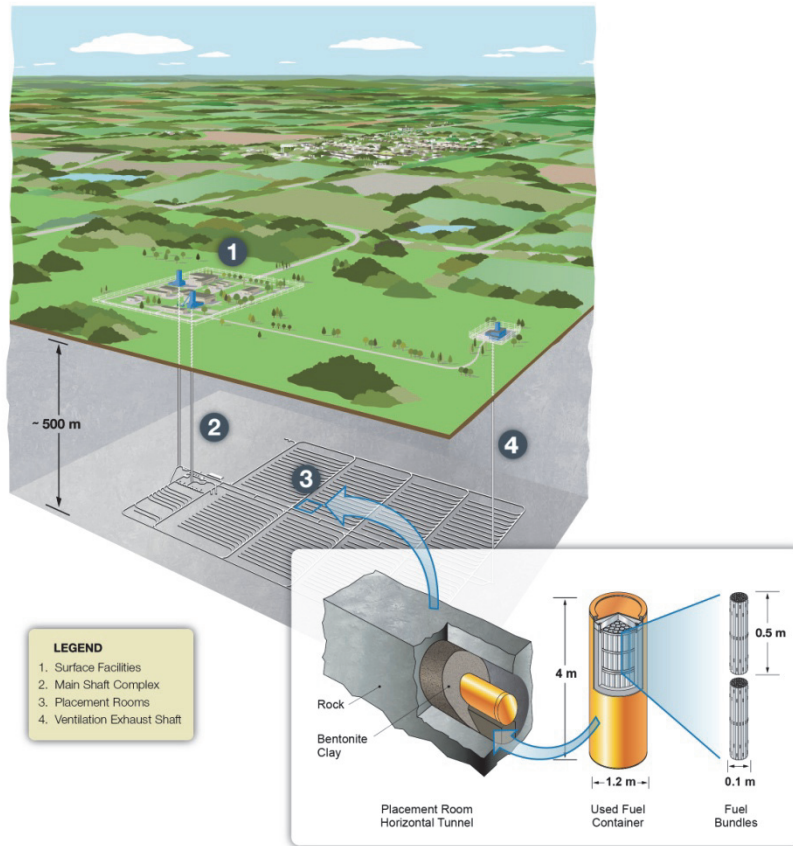 1
2
~ 500 m
3
4
LEGEND
1. Surface Facilities
2. Main Shaft Complex
3. Placement Rooms
4. Ventilation Exhaust Shaft
Rock
Bentonite
Clay
Placement Room
Horizontal Tunnel
4 m
1.2 m
Used Fuel
Container
0.5 m
0.1 m
Fuel
Bundles